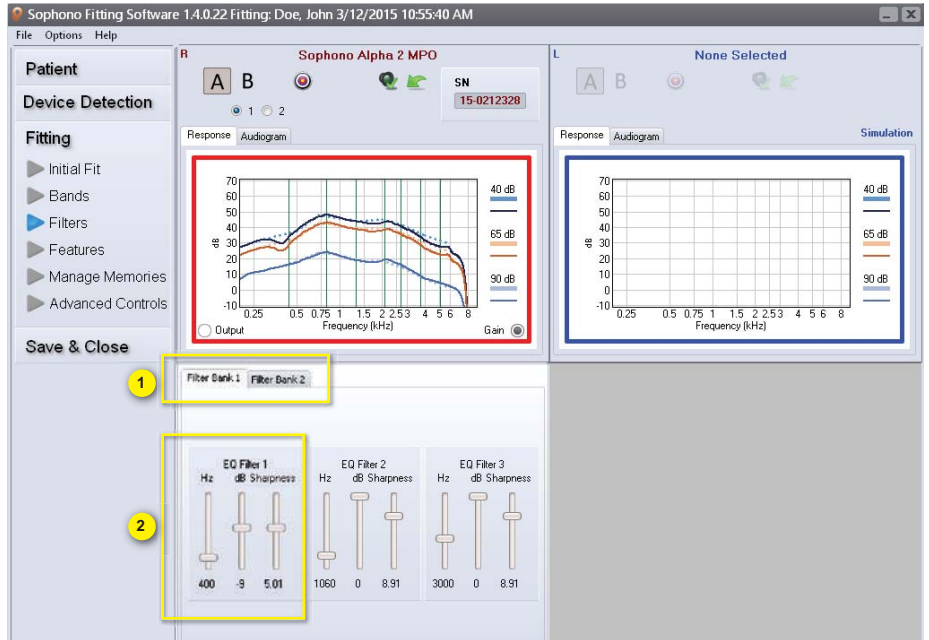 Sophono Fitting Software 1.4.0.22 Fitting: Doe, John 3/12/2015 10:55:40 AM
File Options Help
Patient
Device Detection
Fitting
Initial Fit
Bands
Filters
Features
Manage Memories
Advanced Controls
Save & Close
R Sophono Alpha 2 MPO
A B
SN
15-0212328
1 2
Response Audiogram
70
60
50
40
30
20
10
0
-10
dB
0.25 0.5 0.75 1 1.5 2 2.5 3 4 5 6 8
Frequency (kHz)
Output Gain
40 dB
65 dB
90 dB
L None Selected
A B
Response Audiogram Simulation
70
60
50
40
30
20
10
0
-10
dB
0.25 0.5 0.75 1 1.5 2 2.5 3 4 5 6 8
Frequency (kHz)
40 dB
65 dB
90 dB
1
Filter Bank 1 Filter Bank 2
2
EQ Filter 1
Hz dB Sharpness
400 -9 5.01
EQ Filter 2
Hz dB Sharpness
1060 0 8.91
EQ Filter 3
Hz dB Sharpness
3000 0 8.91